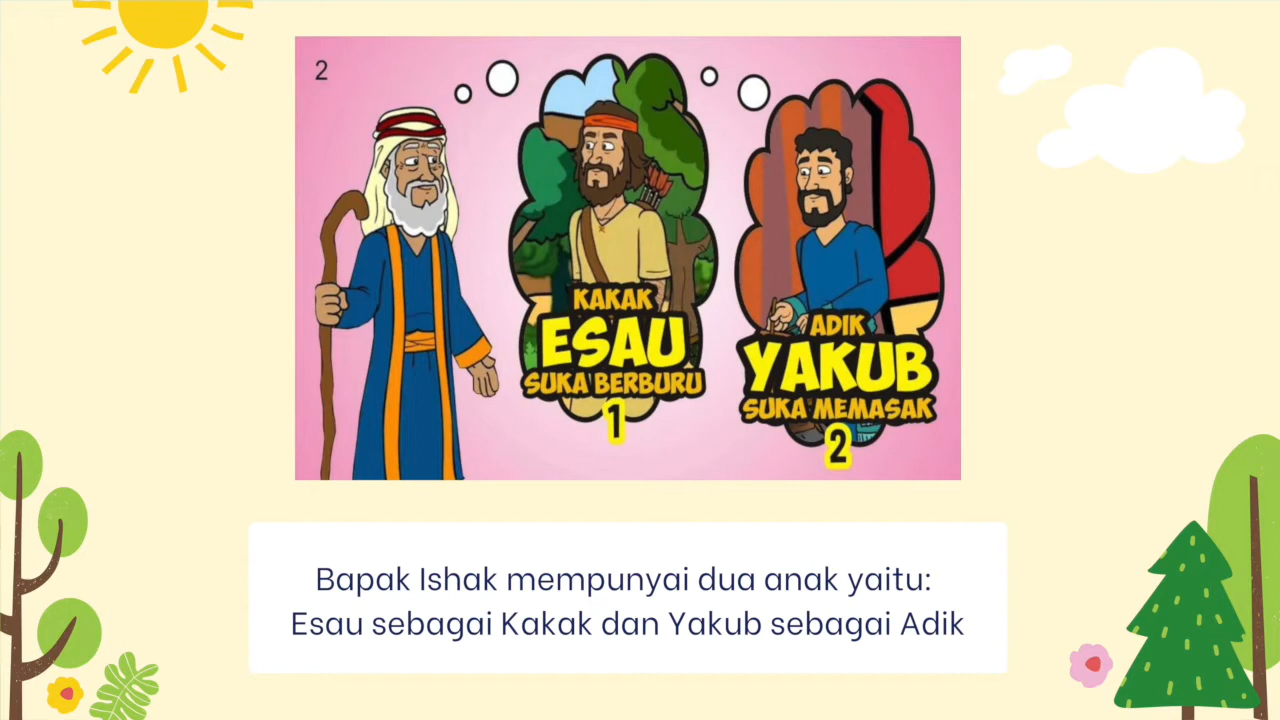 2
KAKAK
ESAU
SUKA BERBURU
1
ADIK
YAKUB
SUKA MEMASAK
2
Bapak Ishak mempunyai dua anak yaitu:
Esau sebagai Kakak dan Yakub sebagai Adik